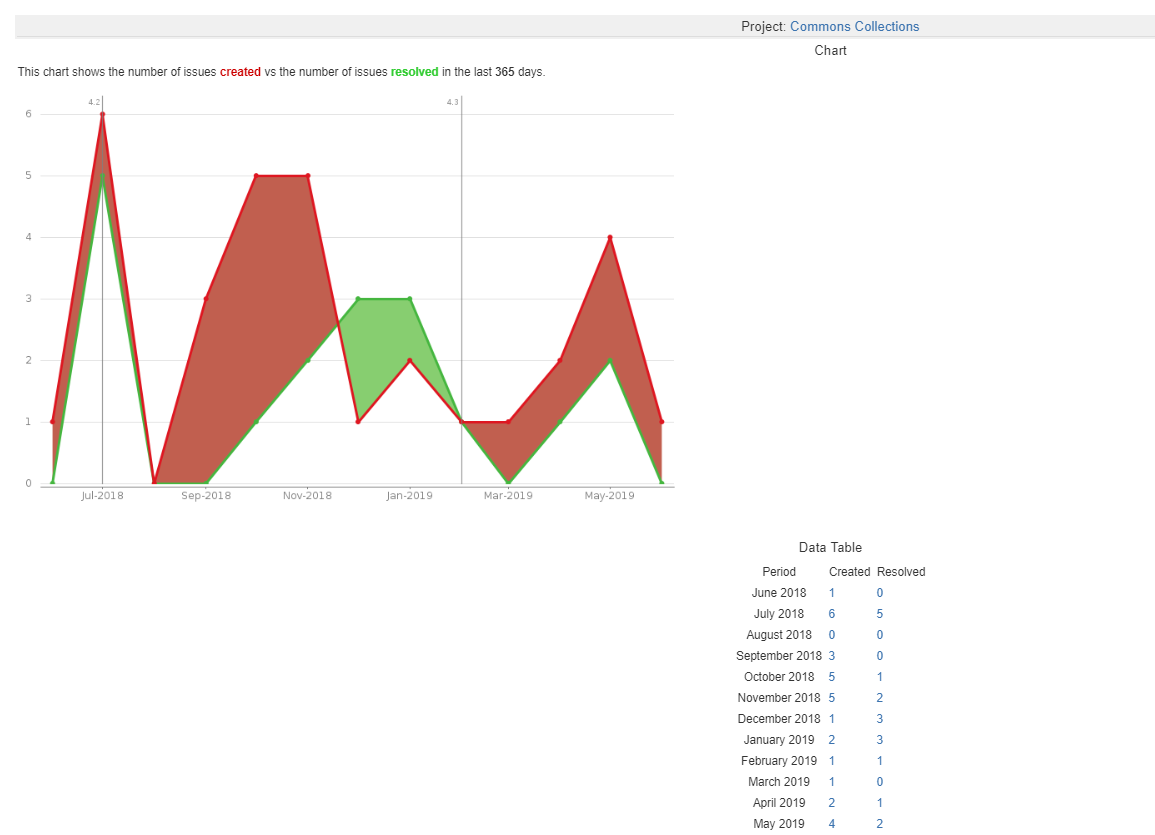 Project: Commons Collections
Chart
This chart shows the number of issues created vs the number of issues resolved in the last 365 days.
4.2
4.3
6
5
4
3
2
1
0
Jul-2018 Sep-2018 Nov-2018 Jan-2019 Mar-2019 May-2019
Data Table
Period Created Resolved
June 2018 1 0
July 2018 6 5
August 2018 0 0
September 2018 3 0
October 2018 5 1
November 2018 5 2
December 2018 1 3
January 2019 2 3
February 2019 1 1
March 2019 1 0
April 2019 2 1
May 2019 4 2